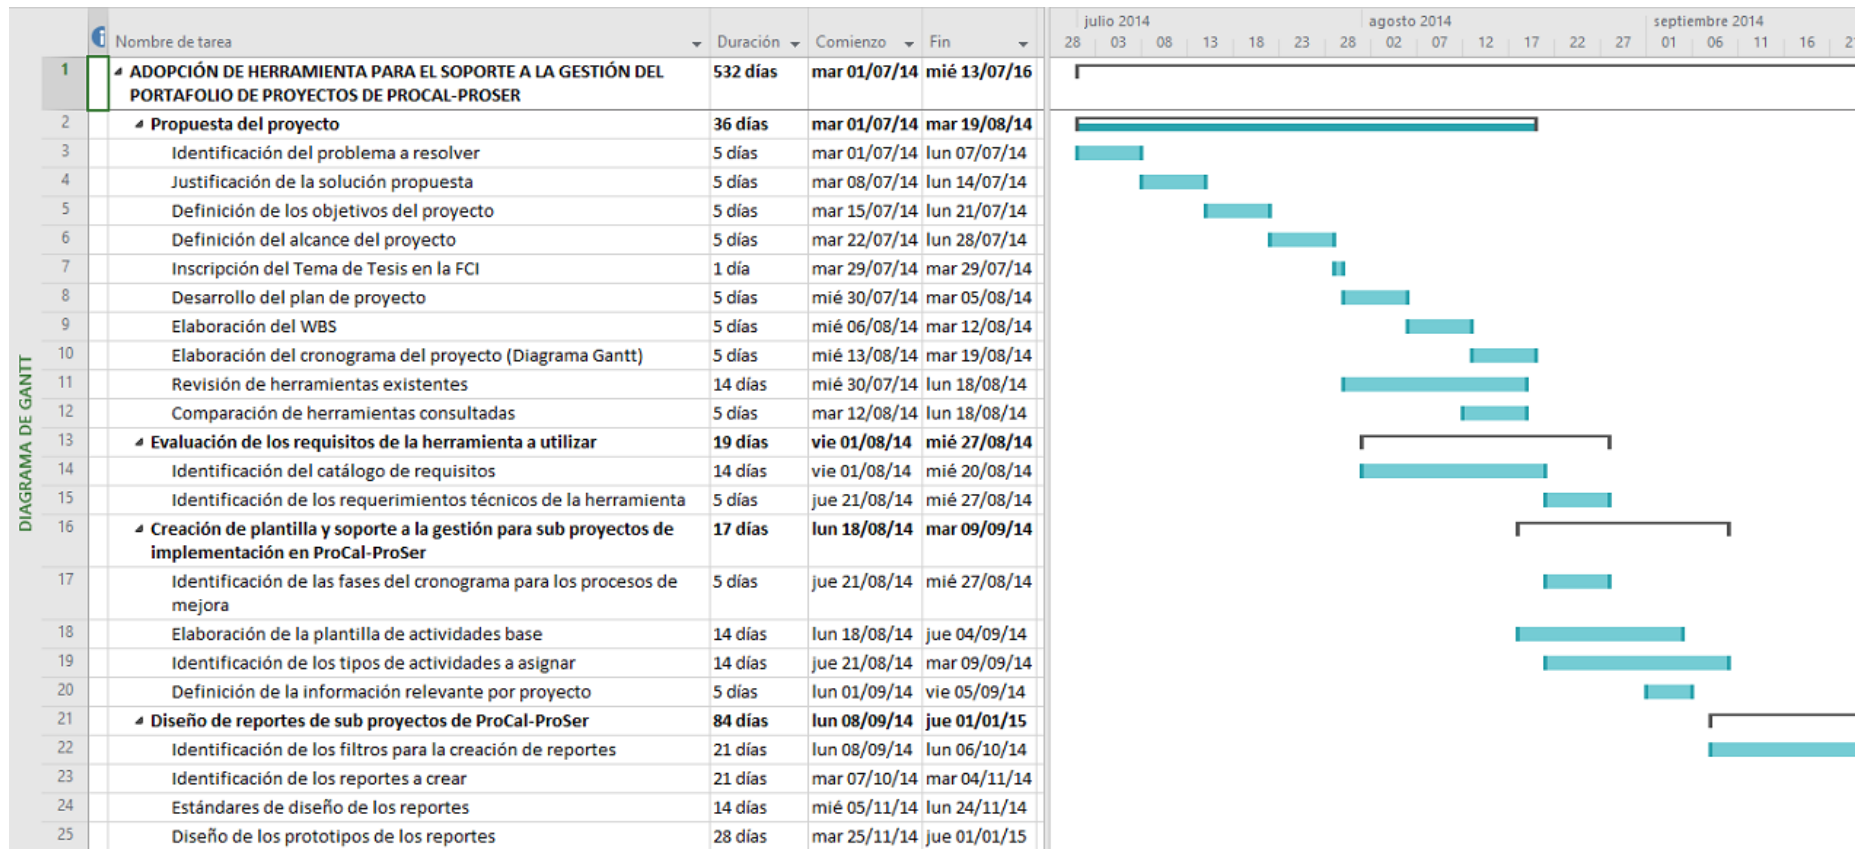 julio 2014 agosto 2014 septiembre 2014
Nombre de tarea Duración Comienzo Fin 28 03 08 13 18 23 28 02 07 12 17 22 27 01 06 11 16 21
1 ADOPCIÓN DE HERRAMIENTA PARA EL SOPORTE A LA GESTIÓN DEL 532 días mar 01/07/14 mié 13/07/16
PORTAFOLIO DE PROYECTOS DE PROCAL-PROSER
2 Propuesta del proyecto 36 días mar 01/07/14 mar 19/08/14
3 Identificación del problema a resolver 5 días mar 01/07/14 lun 07/07/14
4 Justificación de la solución propuesta 5 días mar 08/07/14 lun 14/07/14
5 Definición de los objetivos del proyecto 5 días mar 15/07/14 lun 21/07/14
6 Definición del alcance del proyecto 5 días mar 22/07/14 lun 28/07/14
7 Inscripción del Tema de Tesis en la FCI 1 día mar 29/07/14 mar 29/07/14
8 Desarrollo del plan de proyecto 5 días mié 30/07/14 mar 05/08/14
9 Elaboración del WBS 5 días mié 06/08/14 mar 12/08/14
10 Elaboración del cronograma del proyecto (Diagrama Gantt) 5 días mié 13/08/14 mar 19/08/14
11 Revisión de herramientas existentes 14 días mié 30/07/14 lun 18/08/14
12 Comparación de herramientas consultadas 5 días mar 12/08/14 lun 18/08/14
13 Evaluación de los requisitos de la herramienta a utilizar 19 días vie 01/08/14 mié 27/08/14
14 Identificación del catálogo de requisitos 14 días vie 01/08/14 mié 20/08/14
15 Identificación de los requerimientos técnicos de la herramienta 5 días jue 21/08/14 mié 27/08/14
16 Creación de plantilla y soporte a la gestión para sub proyectos de 17 días lun 18/08/14 mar 09/09/14
implementación en ProCal-ProSer
17 Identificación de las fases del cronograma para los procesos de 5 días jue 21/08/14 mié 27/08/14
mejora
18 Elaboración de la plantilla de actividades base 14 días lun 18/08/14 jue 04/09/14
19 Identificación de los tipos de actividades a asignar 14 días jue 21/08/14 mar 09/09/14
20 Definición de la información relevante por proyecto 5 días lun 01/09/14 vie 05/09/14
21 Diseño de reportes de sub proyectos de ProCal-ProSer 84 días lun 08/09/14 jue 01/01/15
22 Identificación de los filtros para la creación de reportes 21 días lun 08/09/14 lun 06/10/14
23 Identificación de los reportes a crear 21 días mar 07/10/14 mar 04/11/14
24 Estándares de diseño de los reportes 14 días mié 05/11/14 lun 24/11/14
25 Diseño de los prototipos de los reportes 28 días mar 25/11/14 jue 01/01/15
DIAGRAMA DE GANTT